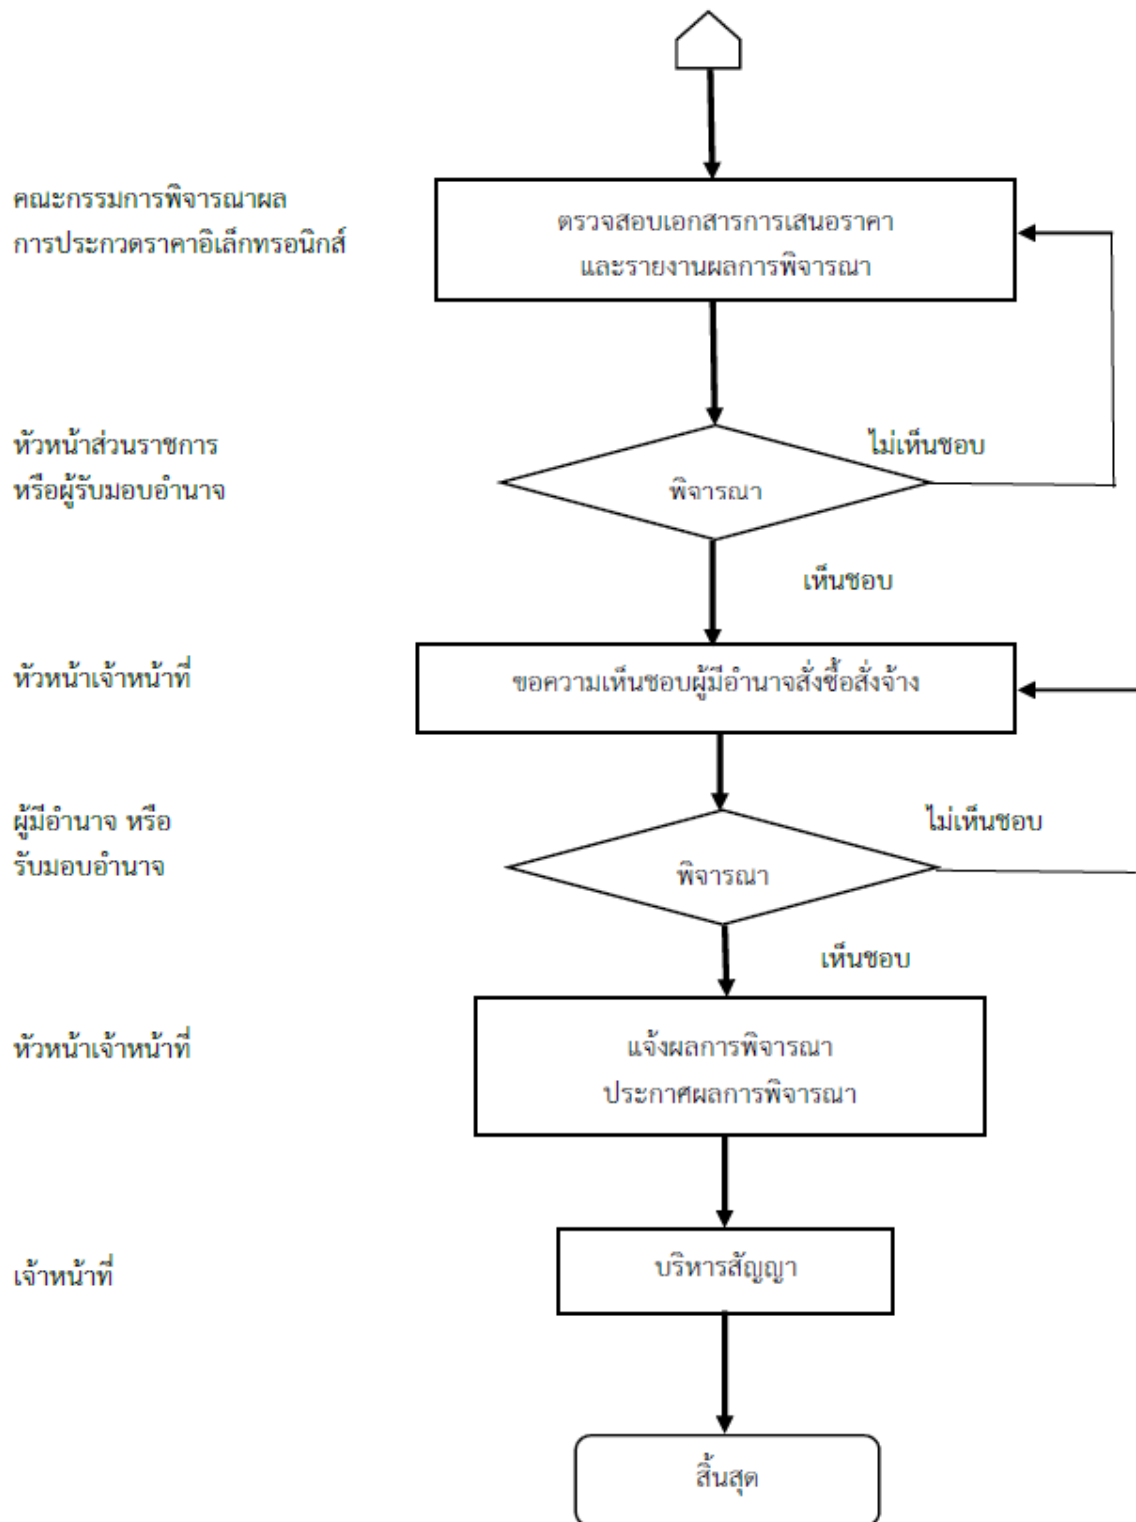 คณะกรรมการพิจารณาผล
การประกวดราคาอิเล็กทรอนิกส์
ตรวจสอบเอกสารการเสนอราคา
และรายงานผลการพิจารณา
หัวหน้าส่วนราชการ
หรือผู้รับมอบอำนาจ
ไม่เห็นชอบ
พิจารณา
เห็นชอบ
หัวหน้าเจ้าหน้าที่
ขอความเห็นชอบผู้มีอำนาจสั่งซื้อสั่งจ้าง
ผู้มีอำนาจ หรือ
รับมอบอำนาจ
ไม่เห็นชอบ
พิจารณา
เห็นชอบ
หัวหน้าเจ้าหน้าที่
แจ้งผลการพิจารณา
ประกาศผลการพิจารณา
เจ้าหน้าที่
บริหารสัญญา
สิ้นสุด